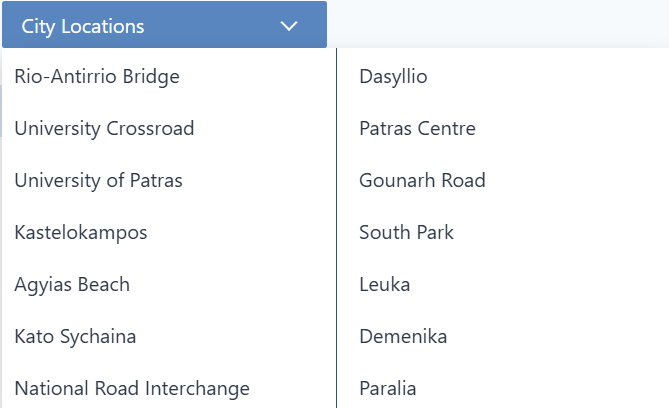 City Locations
Rio-Antirrio Bridge
University Crossroad
University of Patras
Kastelokampos
Agyias Beach
Kato Sychaina
National Road Interchange
Dasyllio
Patras Centre
Gounarh Road
South Park
Leuka
Demenika
Paralia